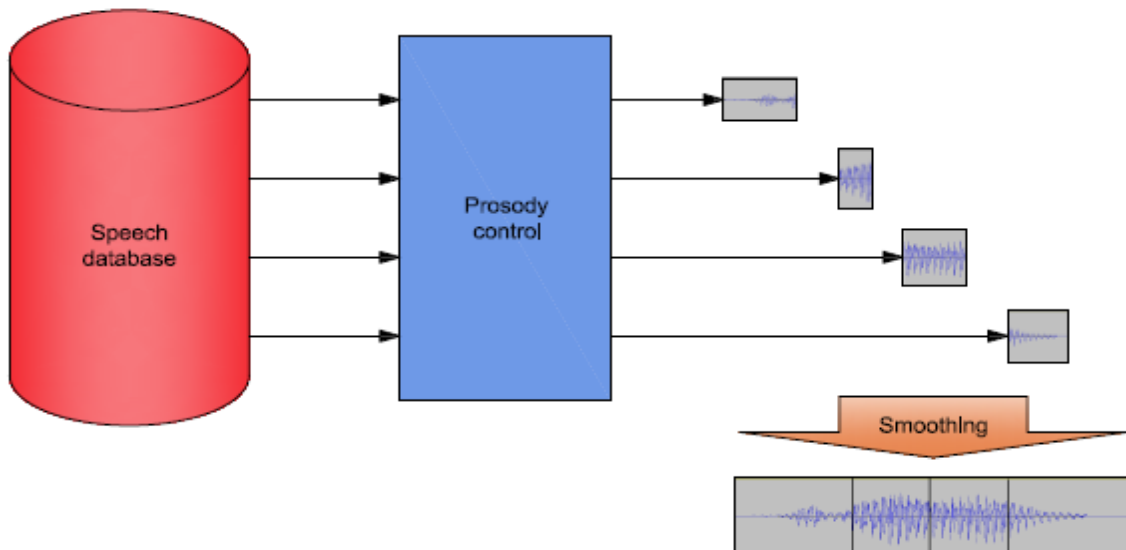 Speech
database
Prosody
control
Smoothing